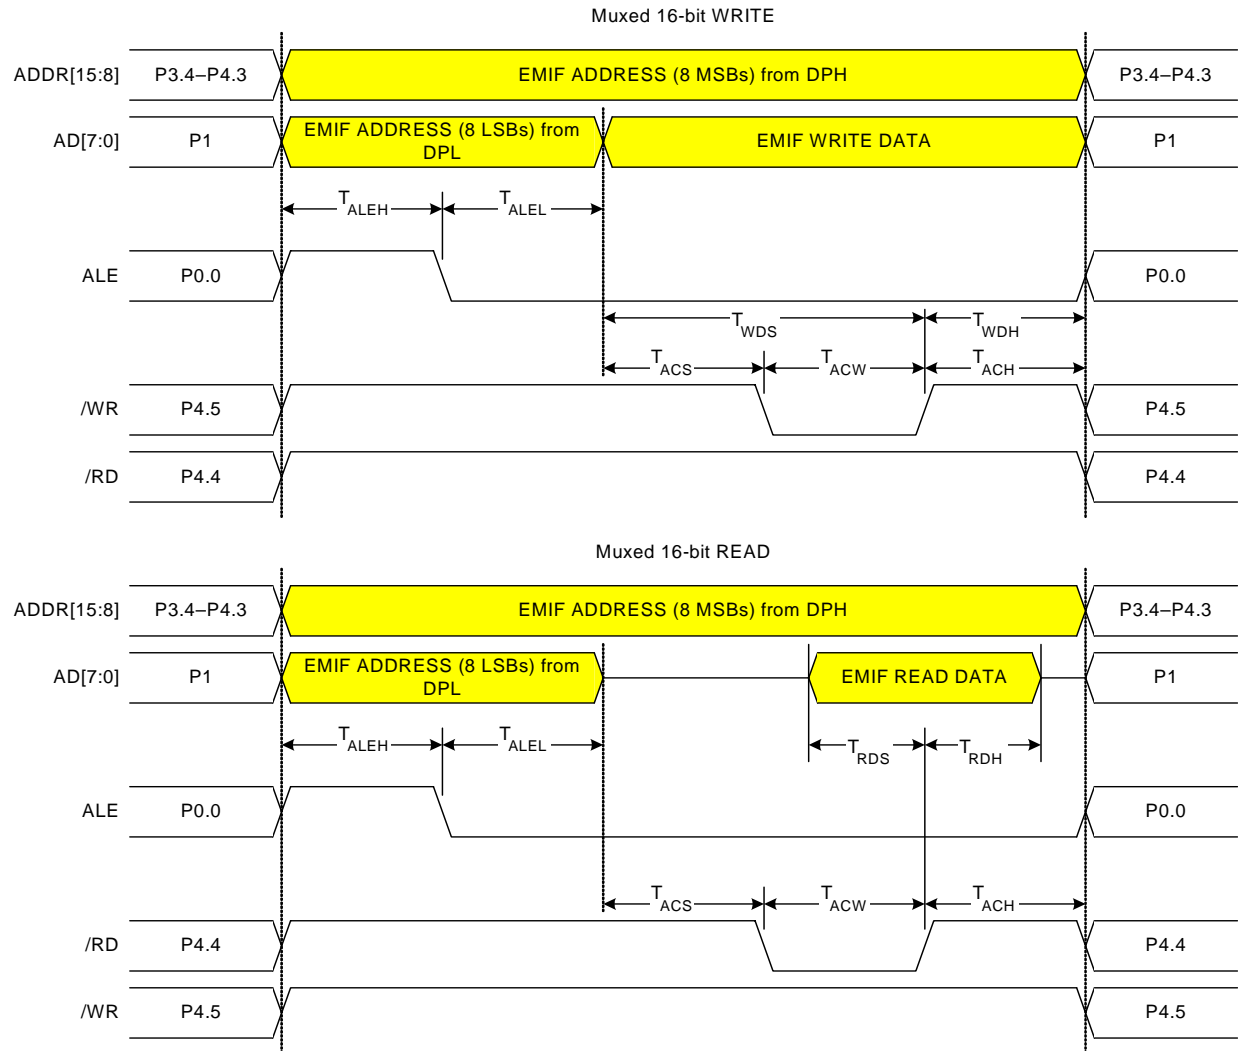 Muxed 16-bit WRITE
ADDR[15:8] P3.4–P4.3 EMIF ADDRESS (8 MSBs) from DPH P3.4–P4.3
AD[7:0] P1 EMIF ADDRESS (8 LSBs) from DPL EMIF WRITE DATA P1
TALEH TALEL
ALE P0.0 P0.0
TWDS TWDH
TACS TACW TACH
/WR P4.5 P4.5
/RD P4.4 P4.4
Muxed 16-bit READ
ADDR[15:8] P3.4–P4.3 EMIF ADDRESS (8 MSBs) from DPH P3.4–P4.3
AD[7:0] P1 EMIF ADDRESS (8 LSBs) from DPL EMIF READ DATA P1
TALEH TALEL TRDS TRDH
ALE P0.0 P0.0
TACS TACW TACH
/RD P4.4 P4.4
/WR P4.5 P4.5